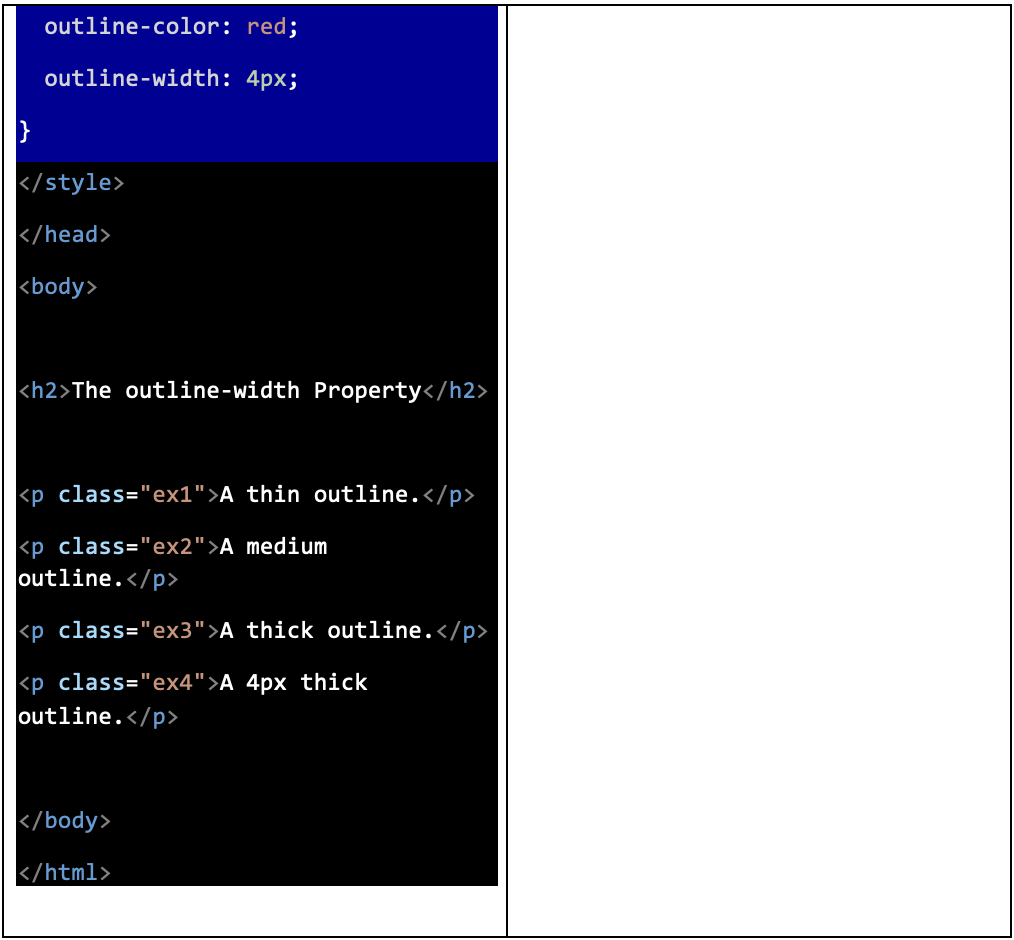 outline-color: red;
outline-width: 4px;
}
</style>
</head>
<body>
<h2>The outline-width Property</h2>
<p class="ex1">A thin outline.</p>
<p class="ex2">A medium
outline.</p>
<p class="ex3">A thick outline.</p>
<p class="ex4">A 4px thick
outline.</p>
</body>
</html>